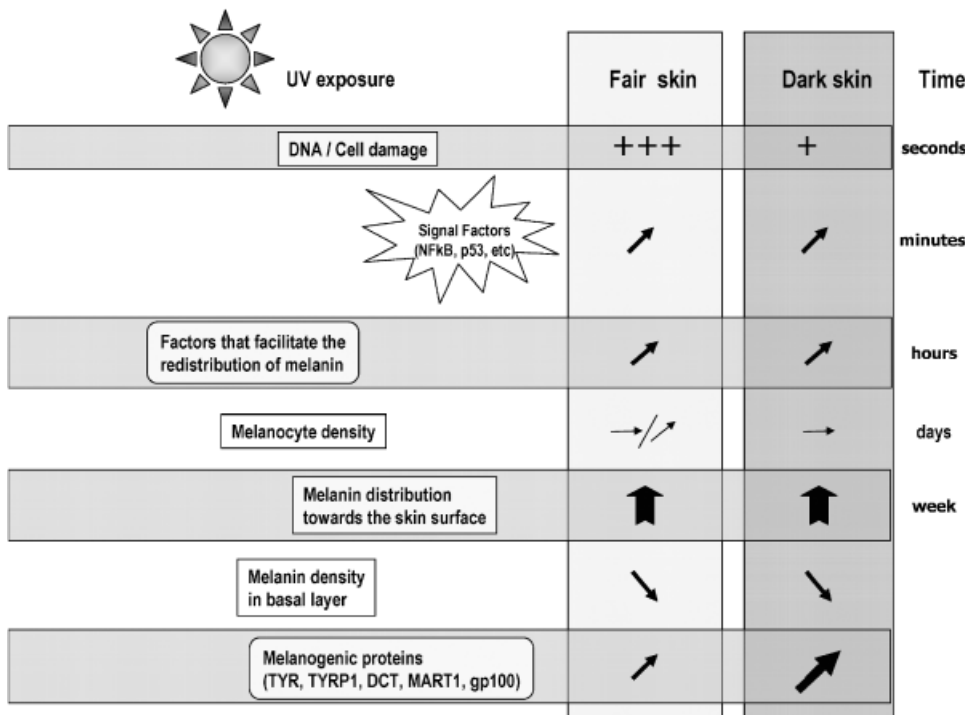 UV exposure
Fair skin
Dark skin
Time
DNA / Cell damage
+++
+
seconds
Signal Factors
(NFkB, p53, etc)
minutes
Factors that facilitate the
redistribution of melanin
hours
Melanocyte density
days
Melanin distribution
towards the skin surface
week
Melanin density
in basal layer
Melanogenic proteins
(TYR, TYRP1, DCT, MART1, gp100)